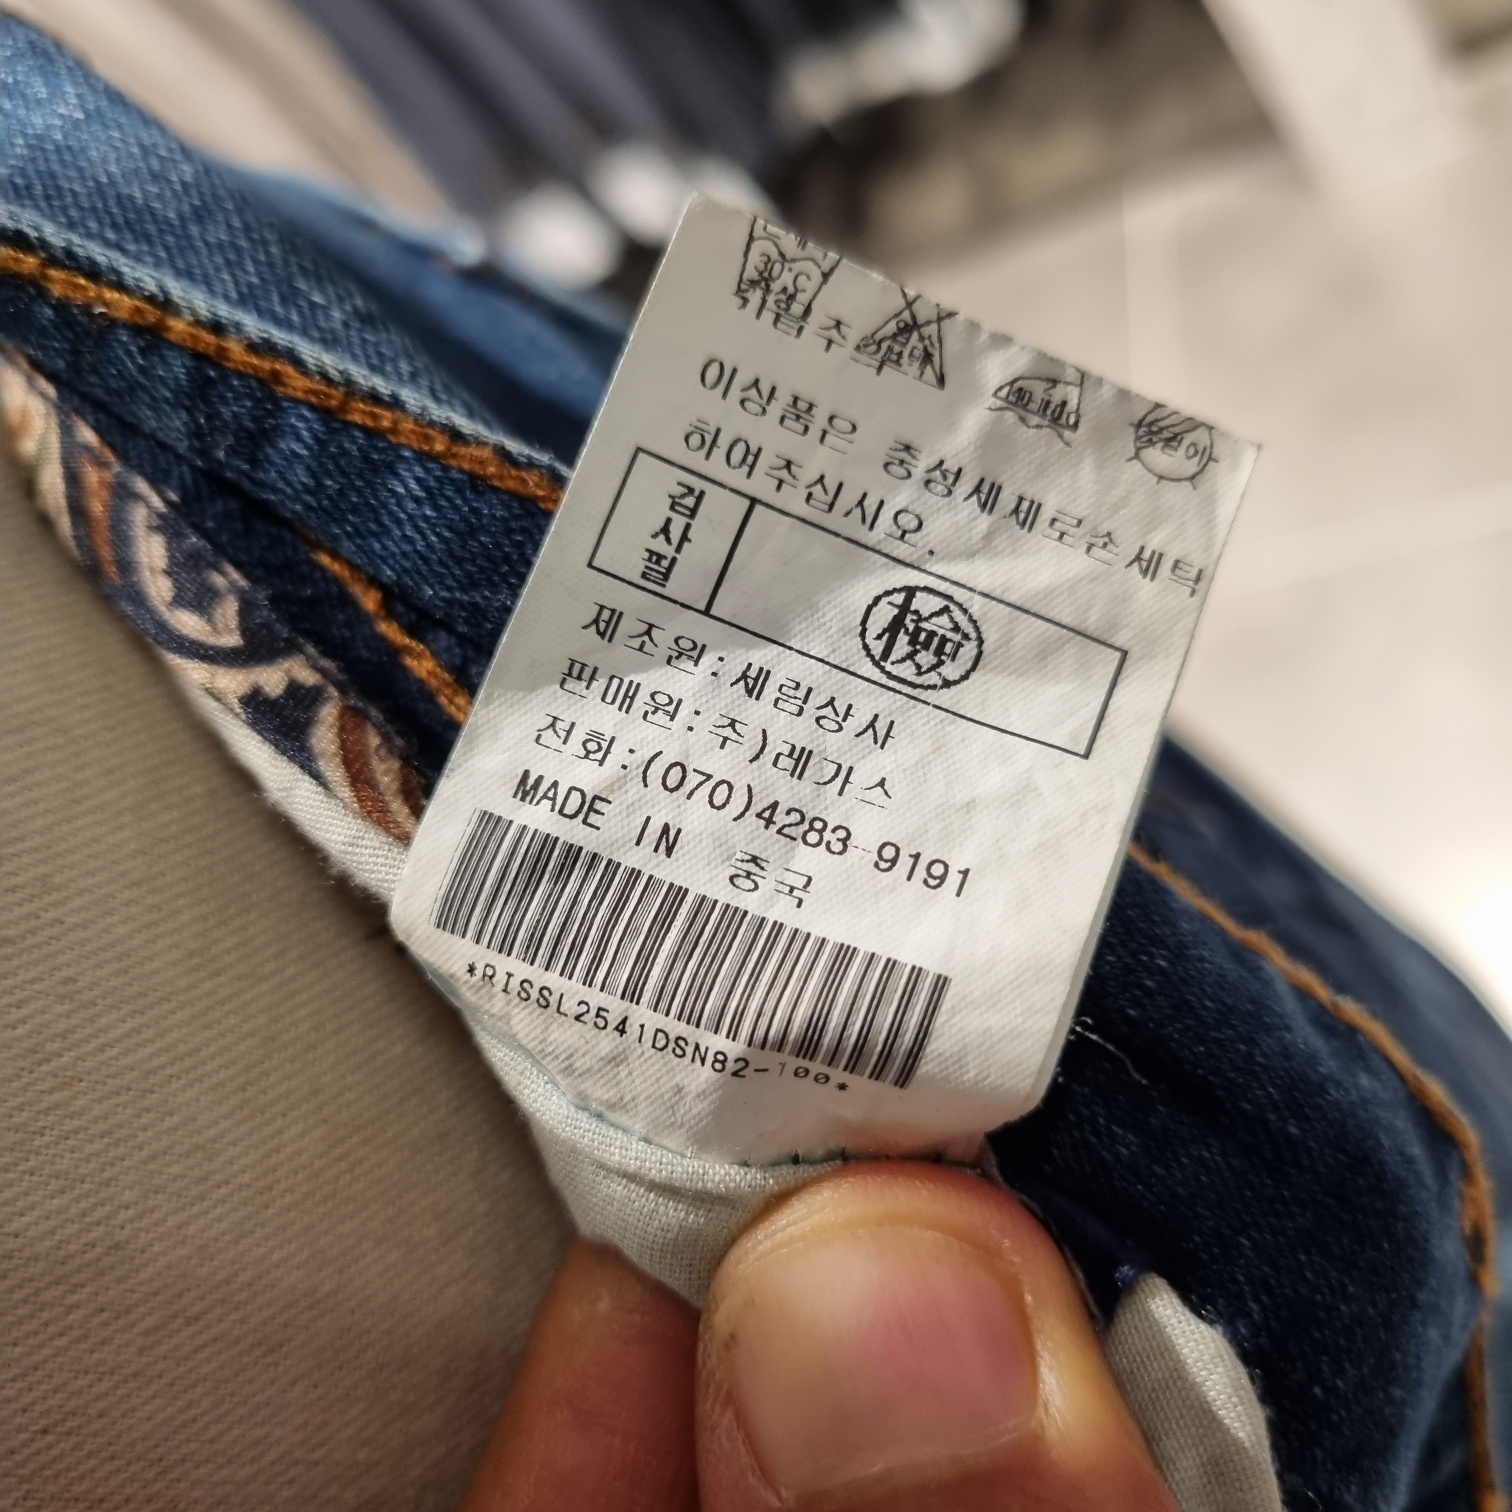 30°C
이상품은 중성세제로손세탁
하여주십시오.
검사필
檢
제조원:세림상사
판매원:주)레가스
전화:(070)4283-9191
MADE IN 중국
*RISSL2541DSN82-100*